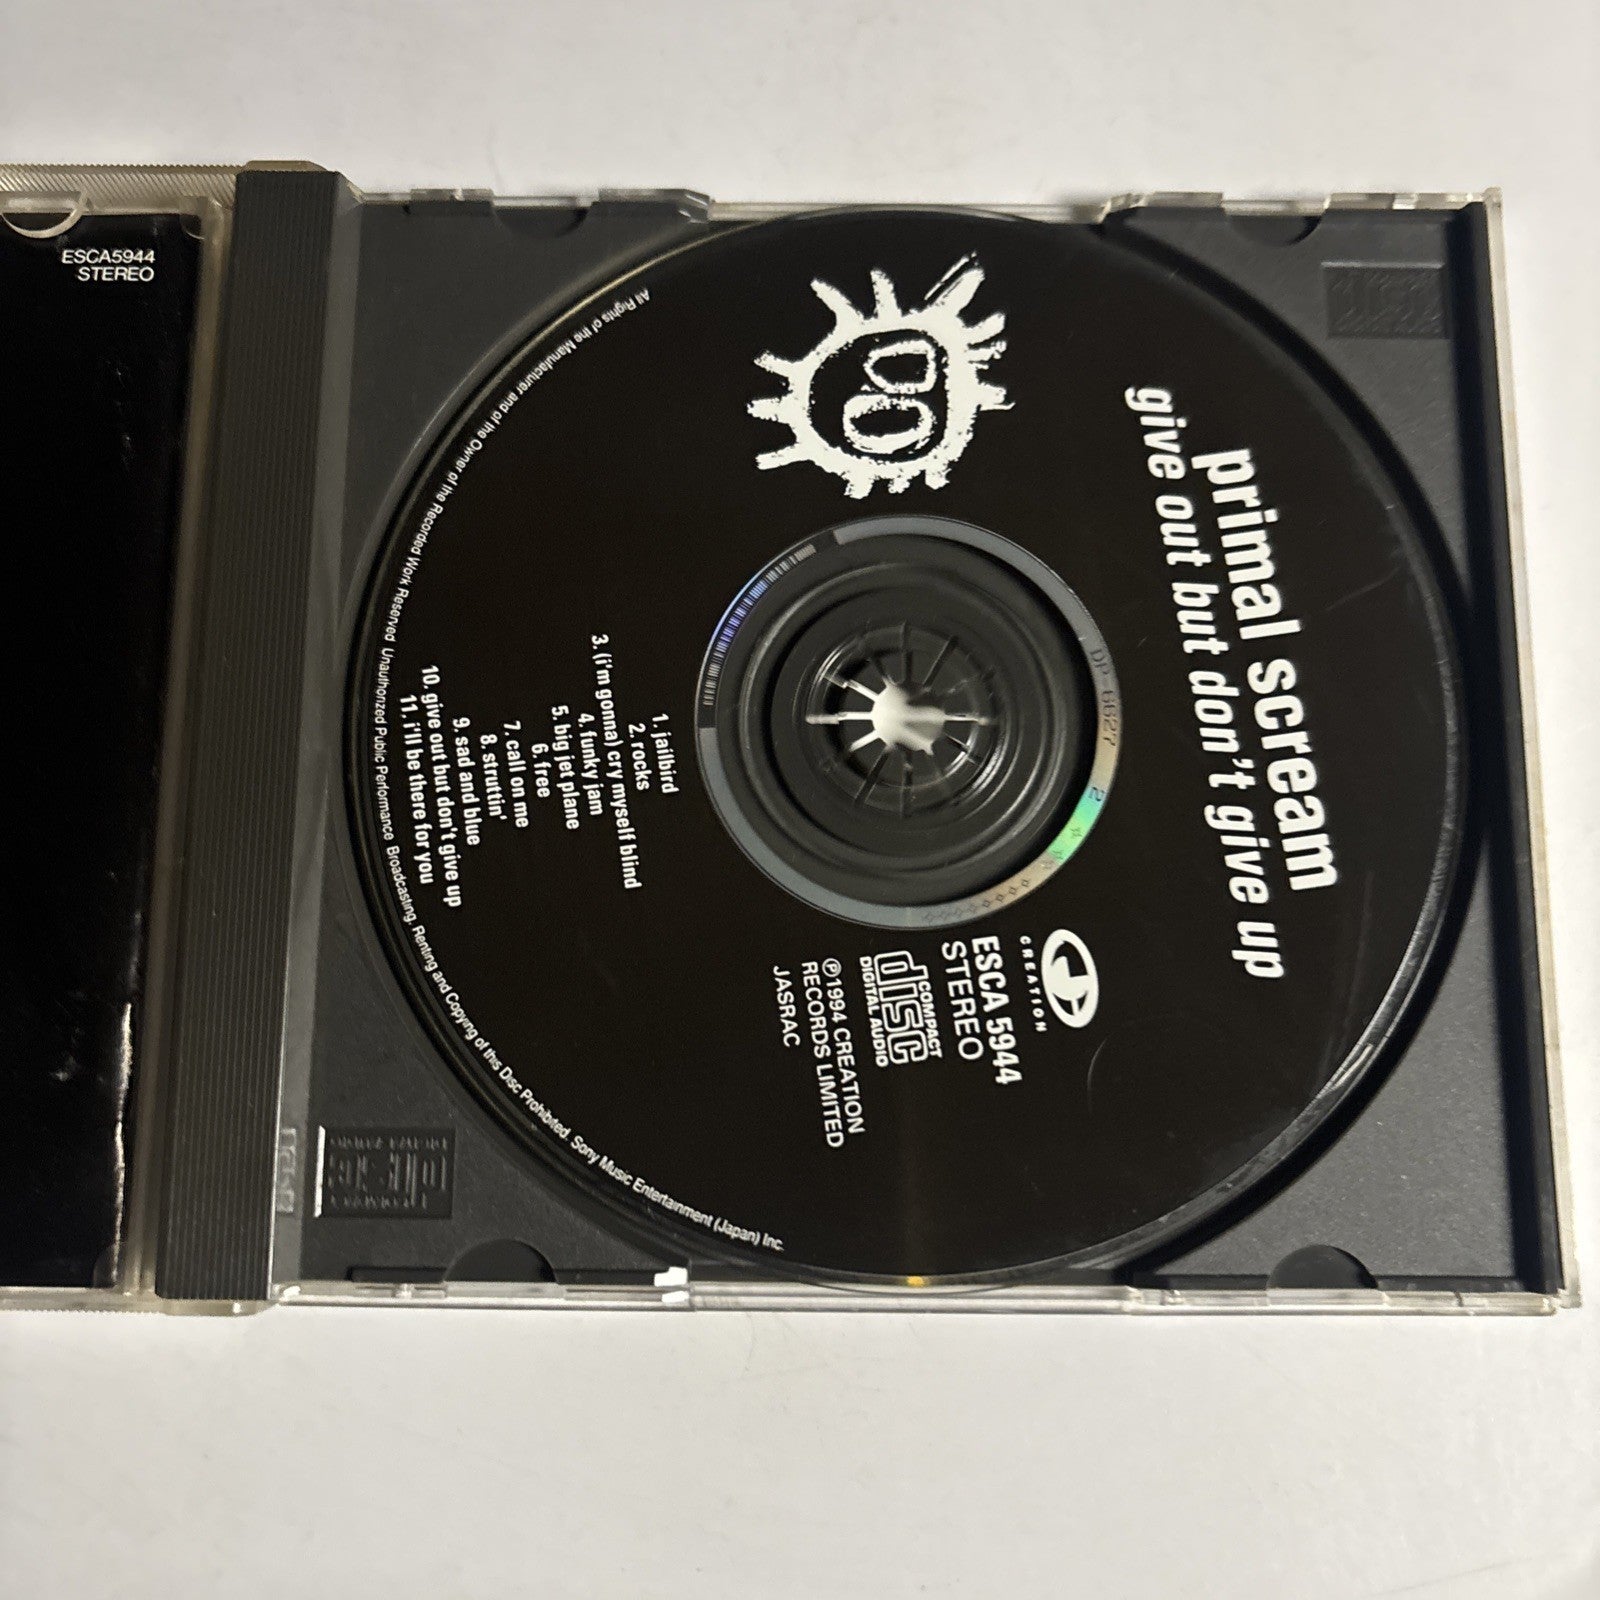 ESCA5944
STEREO
primal scream
give out but don't give up
CREATION
ESCA 5944
STEREO
COMPACT
disc
DIGITAL AUDIO
℗1994 CREATION
RECORDS LIMITED
JASRAC
1. jailbird
2. rocks
3. (i'm gonna) cry myself blind
4. funky jam
5. big jet plane
6. free
7. call on me
8. struttin'
9. sad and blue
10. give out but don't give up
11. i'll be there for you
All Rights of the Manufacturer and of the Owner of the Recorded Work Reserved. Unauthorized Public Performance. Broadcasting, Renting and Copying of this Disc Prohibited. Sony Music Entertainment (Japan) Inc.
DP-6627 2